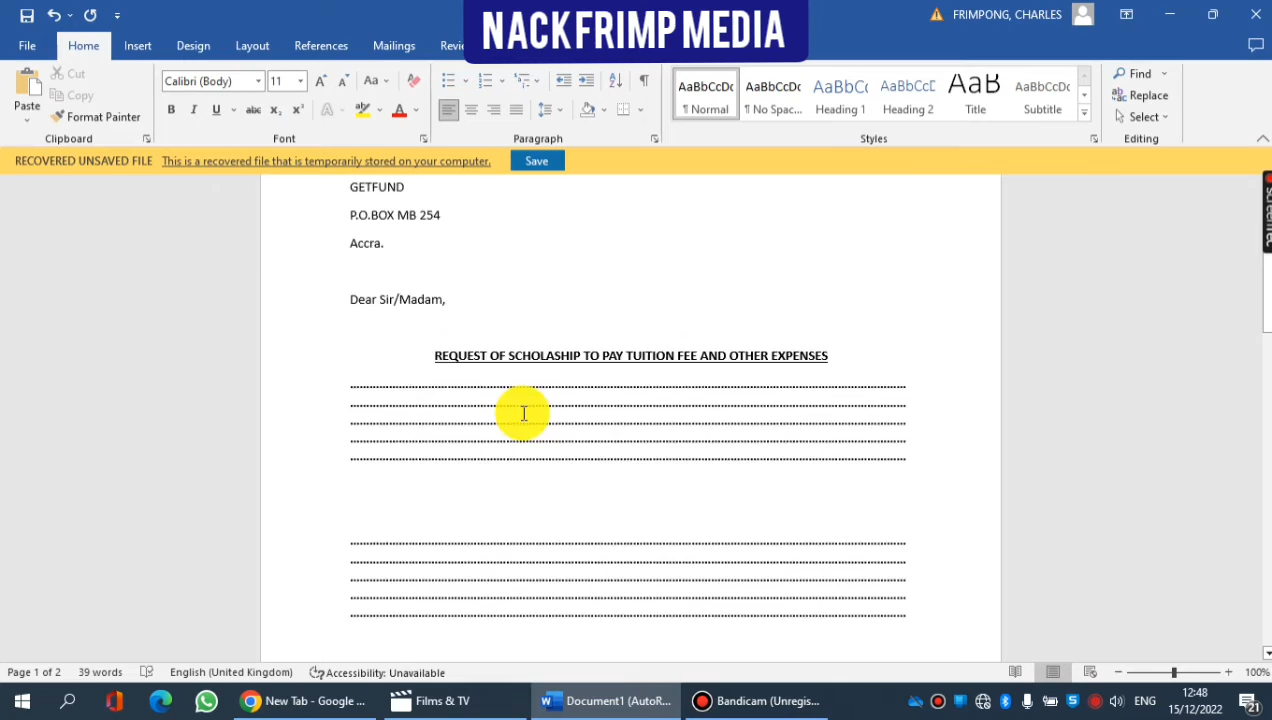 NACK FRIMP MEDIA
FRIMPONG, CHARLES
File Home Insert Design Layout References Mailings
Paste
Cut
Copy
Format Painter
Clipboard
Calibri (Body) 11
Font
Paragraph
AaBbCcDc ¶ Normal
AaBbCcDc ¶ No Spac...
AaBbCc Heading 1
AaBbCcD Heading 2
AaB Title
AaBbCcD Subtitle
Styles
Find
Replace
Select
Editing
RECOVERED UNSAVED FILE This is a recovered file that is temporarily stored on your computer. Save
GETFUND
P.O.BOX MB 254
Accra.
Dear Sir/Madam,
REQUEST OF SCHOLASHIP TO PAY TUITION FEE AND OTHER EXPENSES
Page 1 of 2 39 words English (United Kingdom) Accessibility: Unavailable 100%
New Tab - Google ... Films & TV Document1 (AutoR... Bandicam (Unregis... ENG 12:48
15/12/2022 21